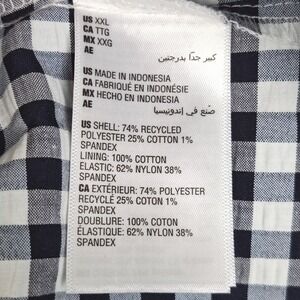 US XXL
CA TTG
MX XXG
AE كبير جدًا بدرجتين
US MADE IN INDONESIA
CA FABRIQUÉ EN INDONÉSIE
MX HECHO EN INDONESIA
AE صنع في إندونيسيا
US SHELL: 74% RECYCLED
POLYESTER 25% COTTON 1%
SPANDEX
LINING: 100% COTTON
ELASTIC: 62% NYLON 38%
SPANDEX
CA EXTÉRIEUR: 74% POLYESTER
RECYCLÉ 25% COTON 1%
SPANDEX
DOUBLURE: 100% COTON
ÉLASTIQUE: 62% NYLON 38%
SPANDEX